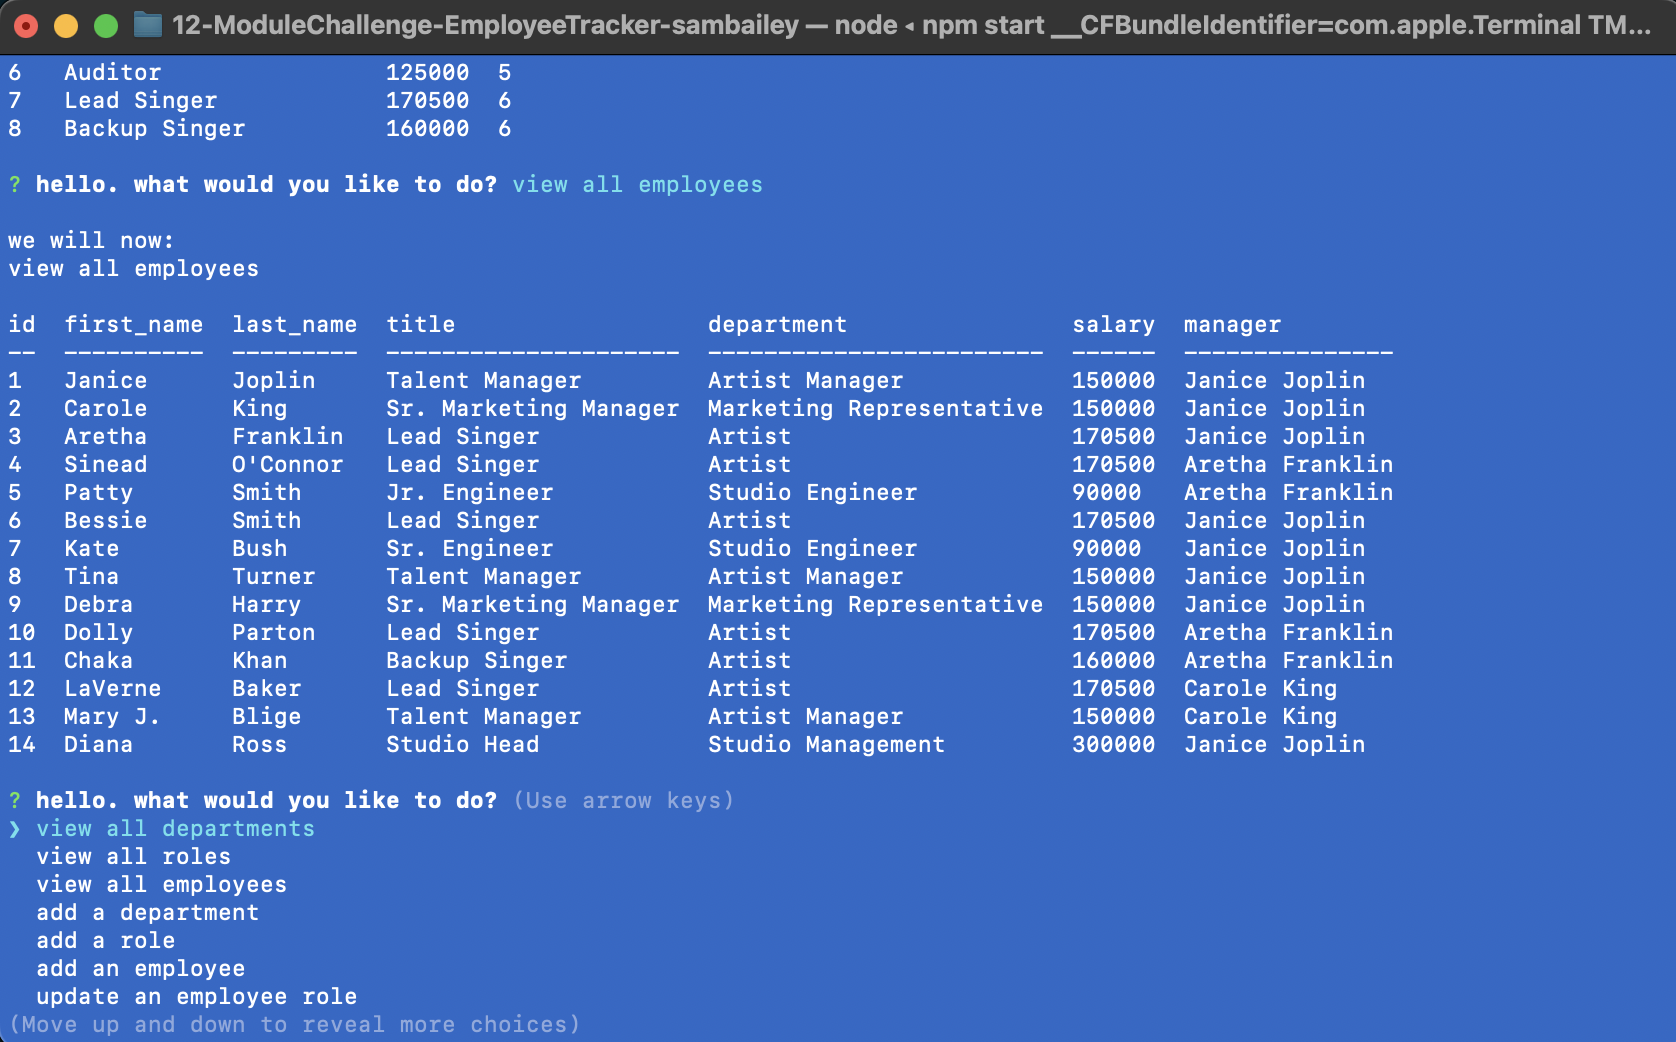 12-ModuleChallenge-EmployeeTracker-sambailey — node ◂ npm start __CFBundleIdentifier=com.apple.Terminal TM...
6   Auditor                125000  5
7   Lead Singer            170500  6
8   Backup Singer          160000  6
? hello. what would you like to do? view all employees
we will now:
view all employees
id  first_name  last_name  title                  department                salary  manager
--  ----------  ---------  ---------------------  ------------------------  ------  ---------------
1   Janice      Joplin     Talent Manager         Artist Manager            150000  Janice Joplin
2   Carole      King       Sr. Marketing Manager  Marketing Representative  150000  Janice Joplin
3   Aretha      Franklin   Lead Singer            Artist                    170500  Janice Joplin
4   Sinead      O'Connor   Lead Singer            Artist                    170500  Aretha Franklin
5   Patty       Smith      Jr. Engineer           Studio Engineer           90000   Aretha Franklin
6   Bessie      Smith      Lead Singer            Artist                    170500  Janice Joplin
7   Kate        Bush       Sr. Engineer           Studio Engineer           90000   Janice Joplin
8   Tina        Turner     Talent Manager         Artist Manager            150000  Janice Joplin
9   Debra       Harry      Sr. Marketing Manager  Marketing Representative  150000  Janice Joplin
10  Dolly       Parton     Lead Singer            Artist                    170500  Aretha Franklin
11  Chaka       Khan       Backup Singer          Artist                    160000  Aretha Franklin
12  LaVerne     Baker      Lead Singer            Artist                    170500  Carole King
13  Mary J.     Blige      Talent Manager         Artist Manager            150000  Carole King
14  Diana       Ross       Studio Head            Studio Management         300000  Janice Joplin
? hello. what would you like to do? (Use arrow keys)
❯ view all departments
  view all roles
  view all employees
  add a department
  add a role
  add an employee
  update an employee role
(Move up and down to reveal more choices)